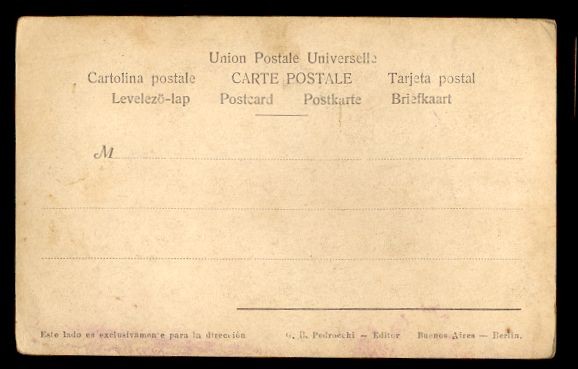 Union Postale Universelle
Cartolina postale CARTE POSTALE Tarjeta postal
Levelezö-lap Postcard Postkarte Briefkaart
M
Este lado es exclusivamente para la dirección G. B. Pedrocchi — Editor Buenos Aires — Berlin.